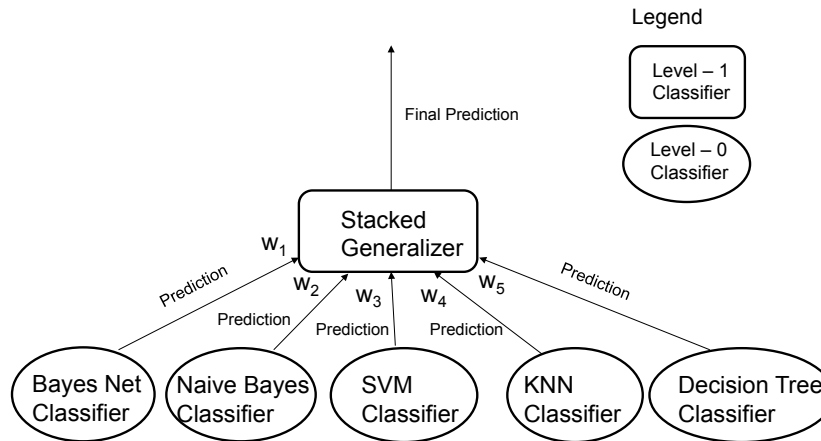 Legend
Level – 1
Classifier
Level – 0
Classifier
Final Prediction
Stacked
Generalizer
w1
w2
w3
w4
w5
Prediction
Prediction
Prediction
Prediction
Prediction
Bayes Net
Classifier
Naive Bayes
Classifier
SVM
Classifier
KNN
Classifier
Decision Tree
Classifier